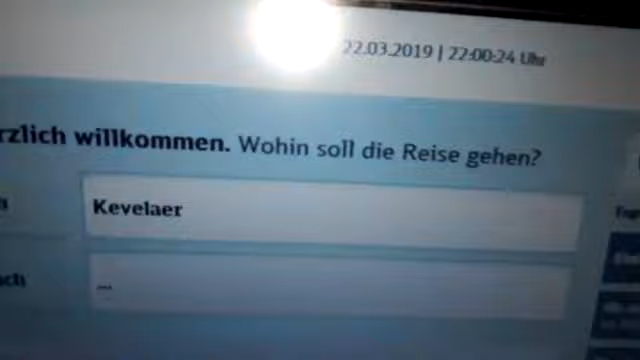 22.03.2019 | 22:00:24 Uhr
rzlich willkommen. Wohin soll die Reise gehen?
Kevelaer
...